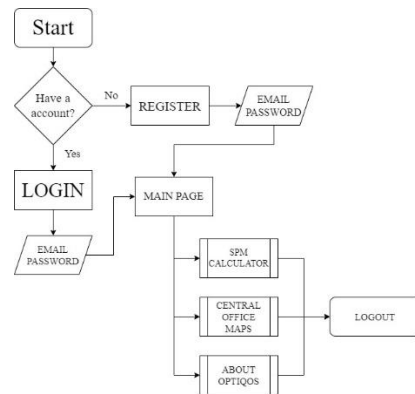 Start
Have a
account?
No
REGISTER
EMAIL
PASSWORD
Yes
LOGIN
MAIN PAGE
EMAIL
PASSWORD
SPM
CALCULATOR
CENTRAL
OFFICE
MAPS
LOGOUT
ABOUT
OPTIQOS